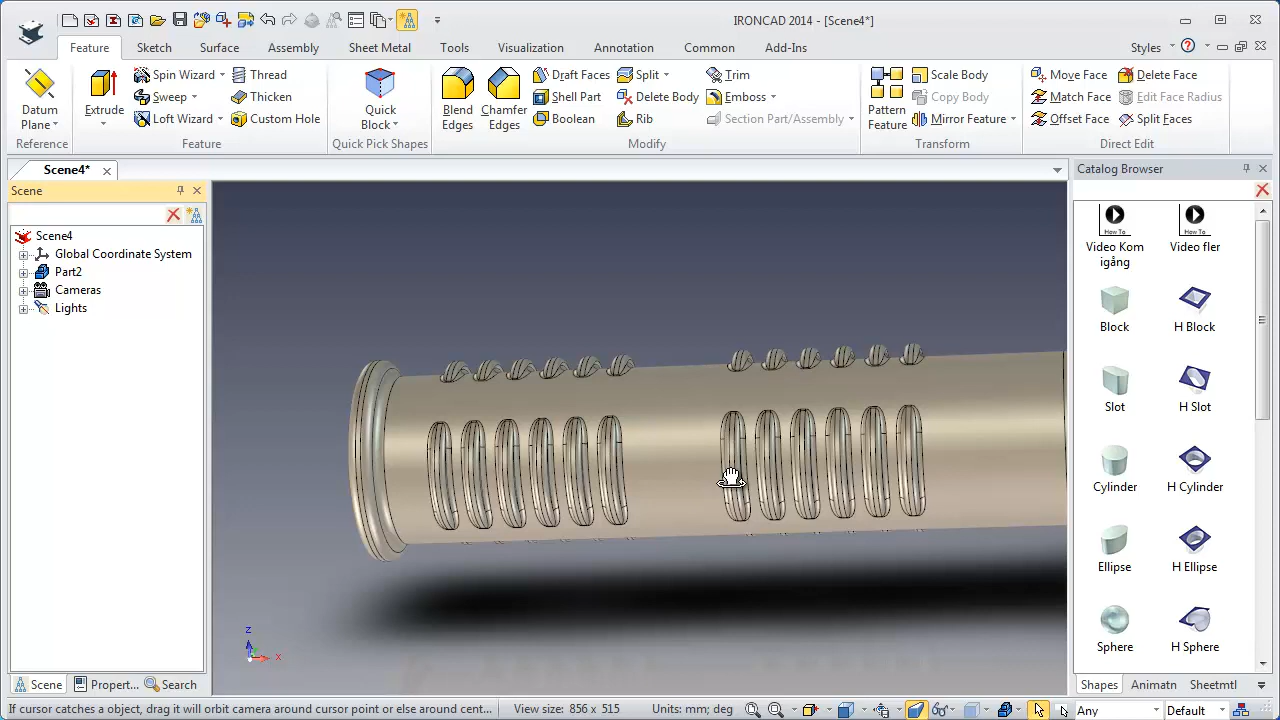 IRONCAD 2014 - [Scene4*]
Feature Sketch Surface Assembly Sheet Metal Tools Visualization Annotation Common Add-Ins Styles
Datum Plane
Reference
Extrude
Spin Wizard
Sweep
Loft Wizard
Thread
Thicken
Custom Hole
Feature
Quick Block
Quick Pick Shapes
Blend Edges
Chamfer Edges
Draft Faces
Shell Part
Boolean
Split
Delete Body
Rib
Trim
Emboss
Section Part/Assembly
Modify
Pattern Feature
Scale Body
Copy Body
Mirror Feature
Transform
Move Face
Match Face
Offset Face
Delete Face
Edit Face Radius
Split Faces
Direct Edit
Scene4*
Scene
Scene4
Global Coordinate System
Part2
Cameras
Lights
Scene Propert... Search
z
x
Catalog Browser
How To
Video Kom igång
How To
Video fler
Block
H Block
Slot
H Slot
Cylinder
H Cylinder
Ellipse
H Ellipse
Sphere
H Sphere
Shapes Animatn Sheetmtl
If cursor catches a object, drag it will orbit camera around cursor point or else around cent... View size: 856 x 515 Units: mm; deg Any Default